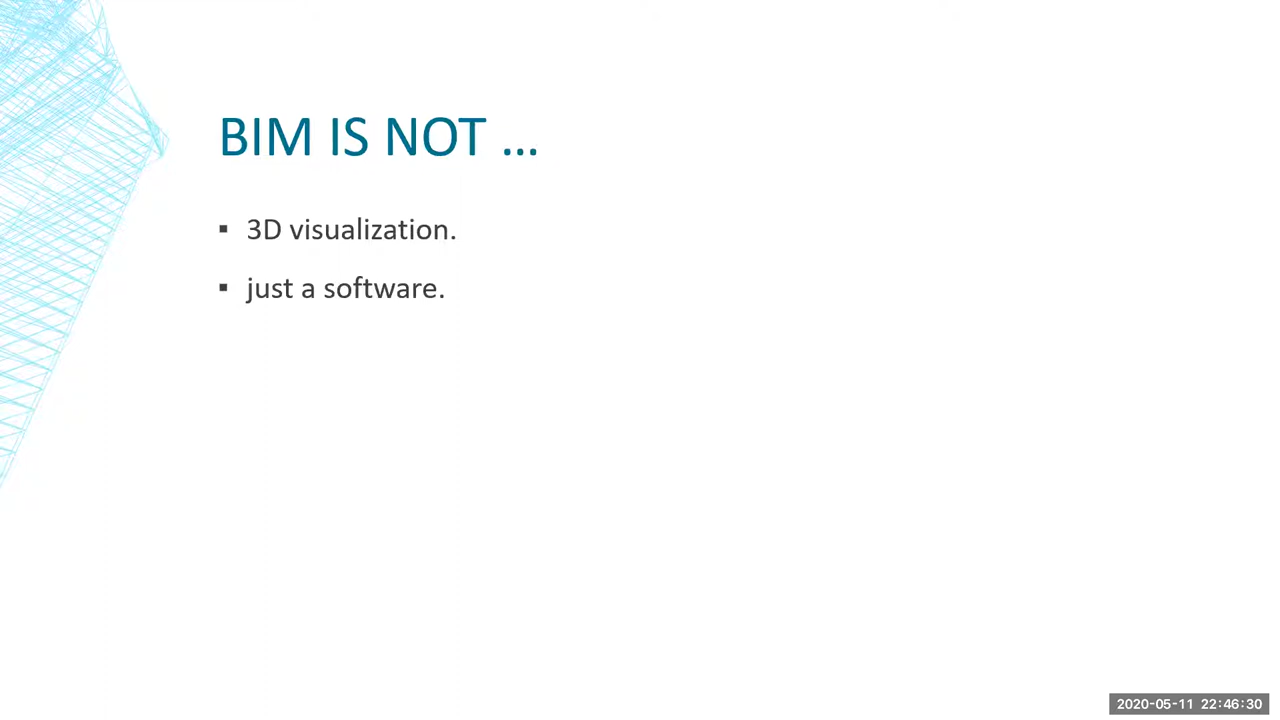 BIM IS NOT …
▪ 3D visualization.
▪ just a software.
2020-05-11 22:46:30